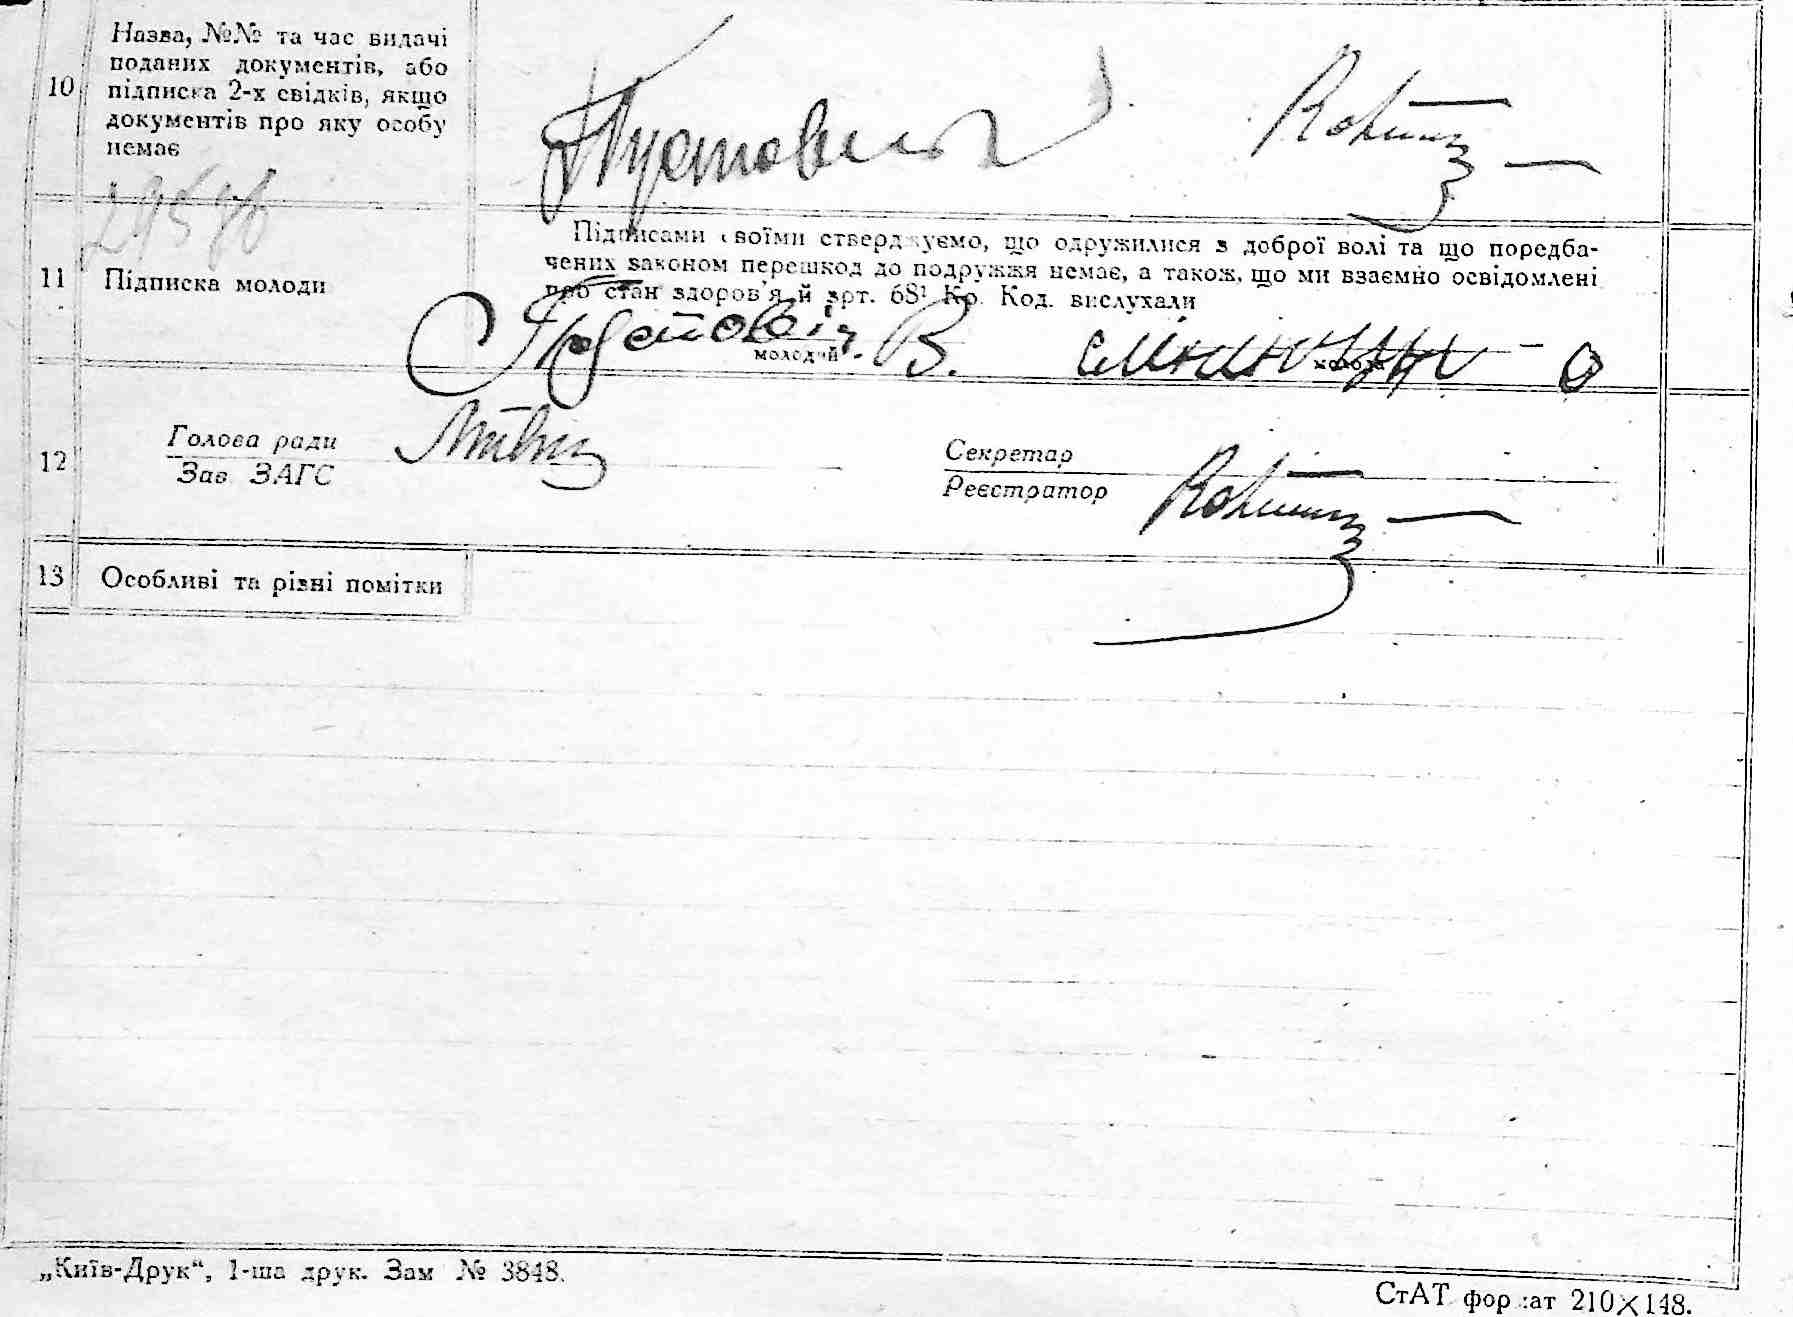 10
Назва, №№ та час видачі
поданих документів, або
підписка 2-х свідків, якщо
документів про яку особу
немає
29586
11
Підписка молоди
Підписами своїми стверджуємо, що одружилися з доброї волі та що поредба-
чених законом перешкод до подружжя немає, а також, що ми взаємно освідомлені
про стан здоров'я й арт. 68¹ Кр. Код. вислухали
В.
молодий
молода
12
Голова ради
Зав ЗАГС
Секретар
Реєстратор
13
Особливі та різні помітки
„Київ-Друк“, 1-ша друк. Зам № 3848.
СтАТ формат 210×148.